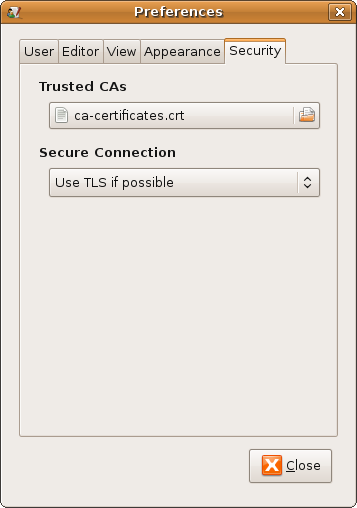 Preferences
User Editor View Appearance Security
Trusted CAs
ca-certificates.crt
Secure Connection
Use TLS if possible
Close